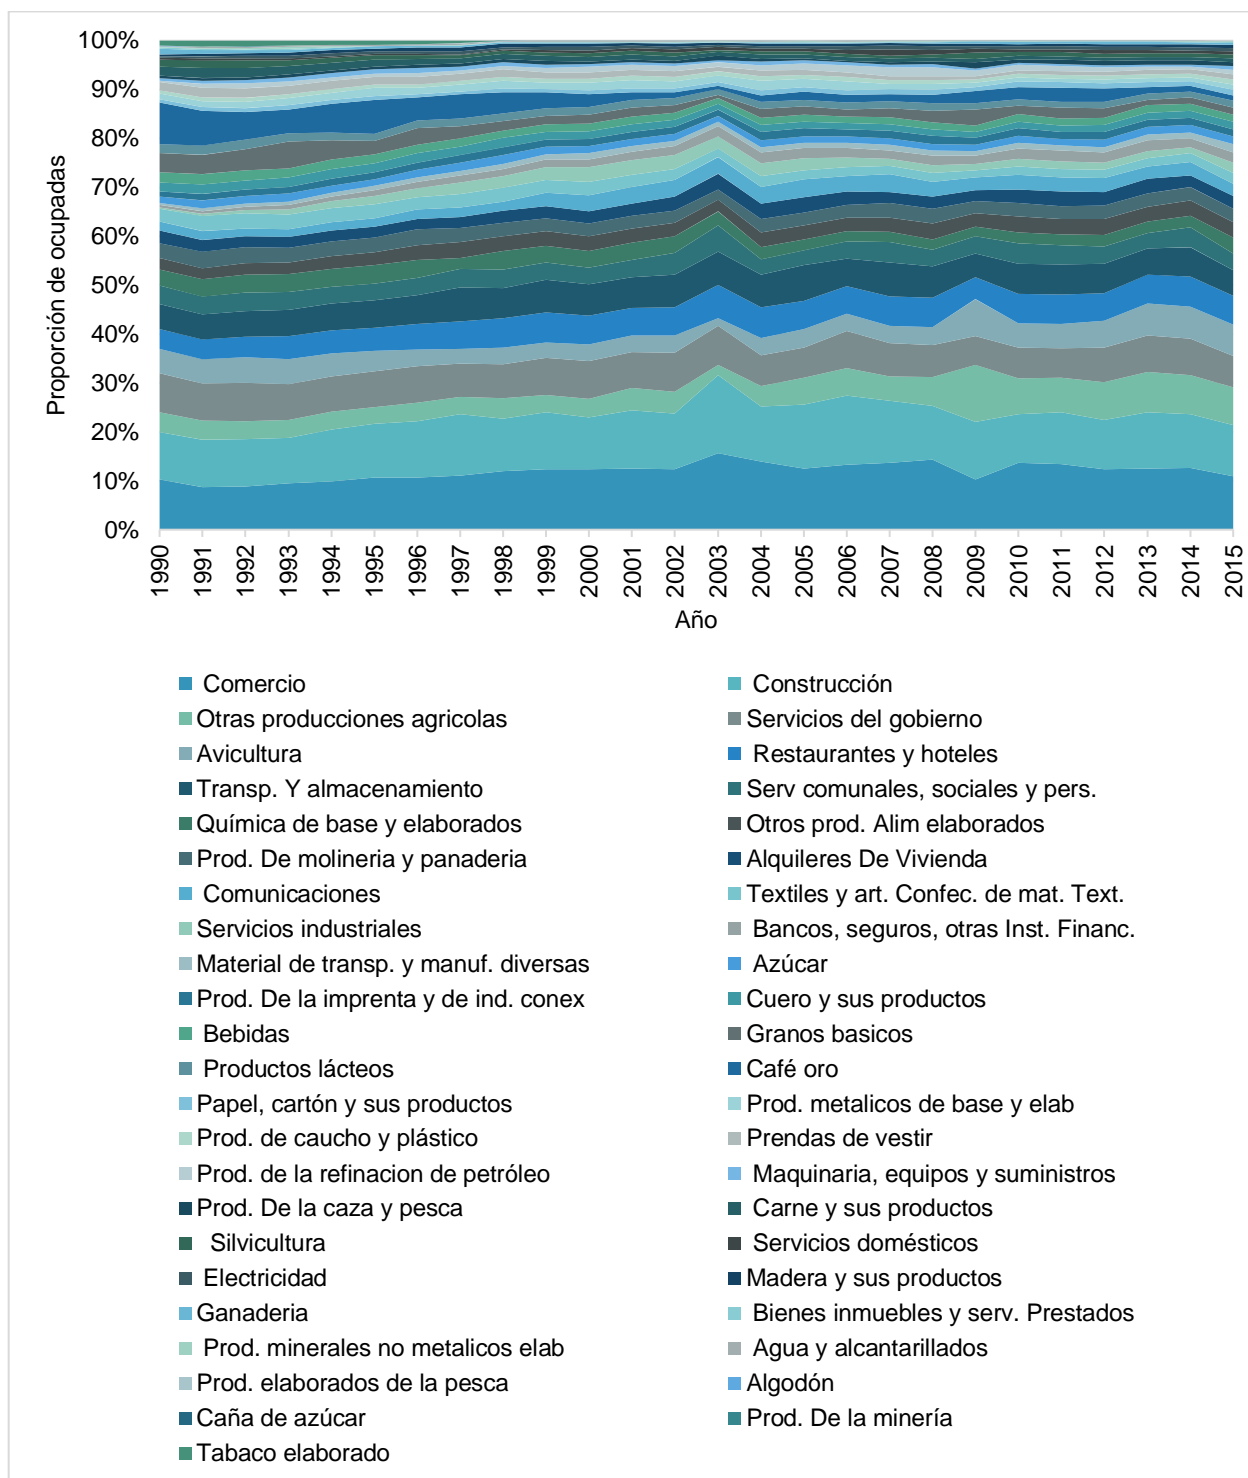 100%
90%
80%
70%
60%
50%
40%
30%
20%
10%
0%
Proporción de ocupadas
1990 1991 1992 1993 1994 1995 1996 1997 1998 1999 2000 2001 2002 2003 2004 2005 2006 2007 2008 2009 2010 2011 2012 2013 2014 2015
Año
Comercio
Construcción
Otras producciones agricolas
Servicios del gobierno
Avicultura
Restaurantes y hoteles
Transp. Y almacenamiento
Serv comunales, sociales y pers.
Química de base y elaborados
Otros prod. Alim elaborados
Prod. De molineria y panaderia
Alquileres De Vivienda
Comunicaciones
Textiles y art. Confec. de mat. Text.
Servicios industriales
Bancos, seguros, otras Inst. Financ.
Material de transp. y manuf. diversas
Azúcar
Prod. De la imprenta y de ind. conex
Cuero y sus productos
Bebidas
Granos basicos
Productos lácteos
Café oro
Papel, cartón y sus productos
Prod. metalicos de base y elab
Prod. de caucho y plástico
Prendas de vestir
Prod. de la refinacion de petróleo
Maquinaria, equipos y suministros
Prod. De la caza y pesca
Carne y sus productos
Silvicultura
Servicios domésticos
Electricidad
Madera y sus productos
Ganaderia
Bienes inmuebles y serv. Prestados
Prod. minerales no metalicos elab
Agua y alcantarillados
Prod. elaborados de la pesca
Algodón
Caña de azúcar
Prod. De la minería
Tabaco elaborado